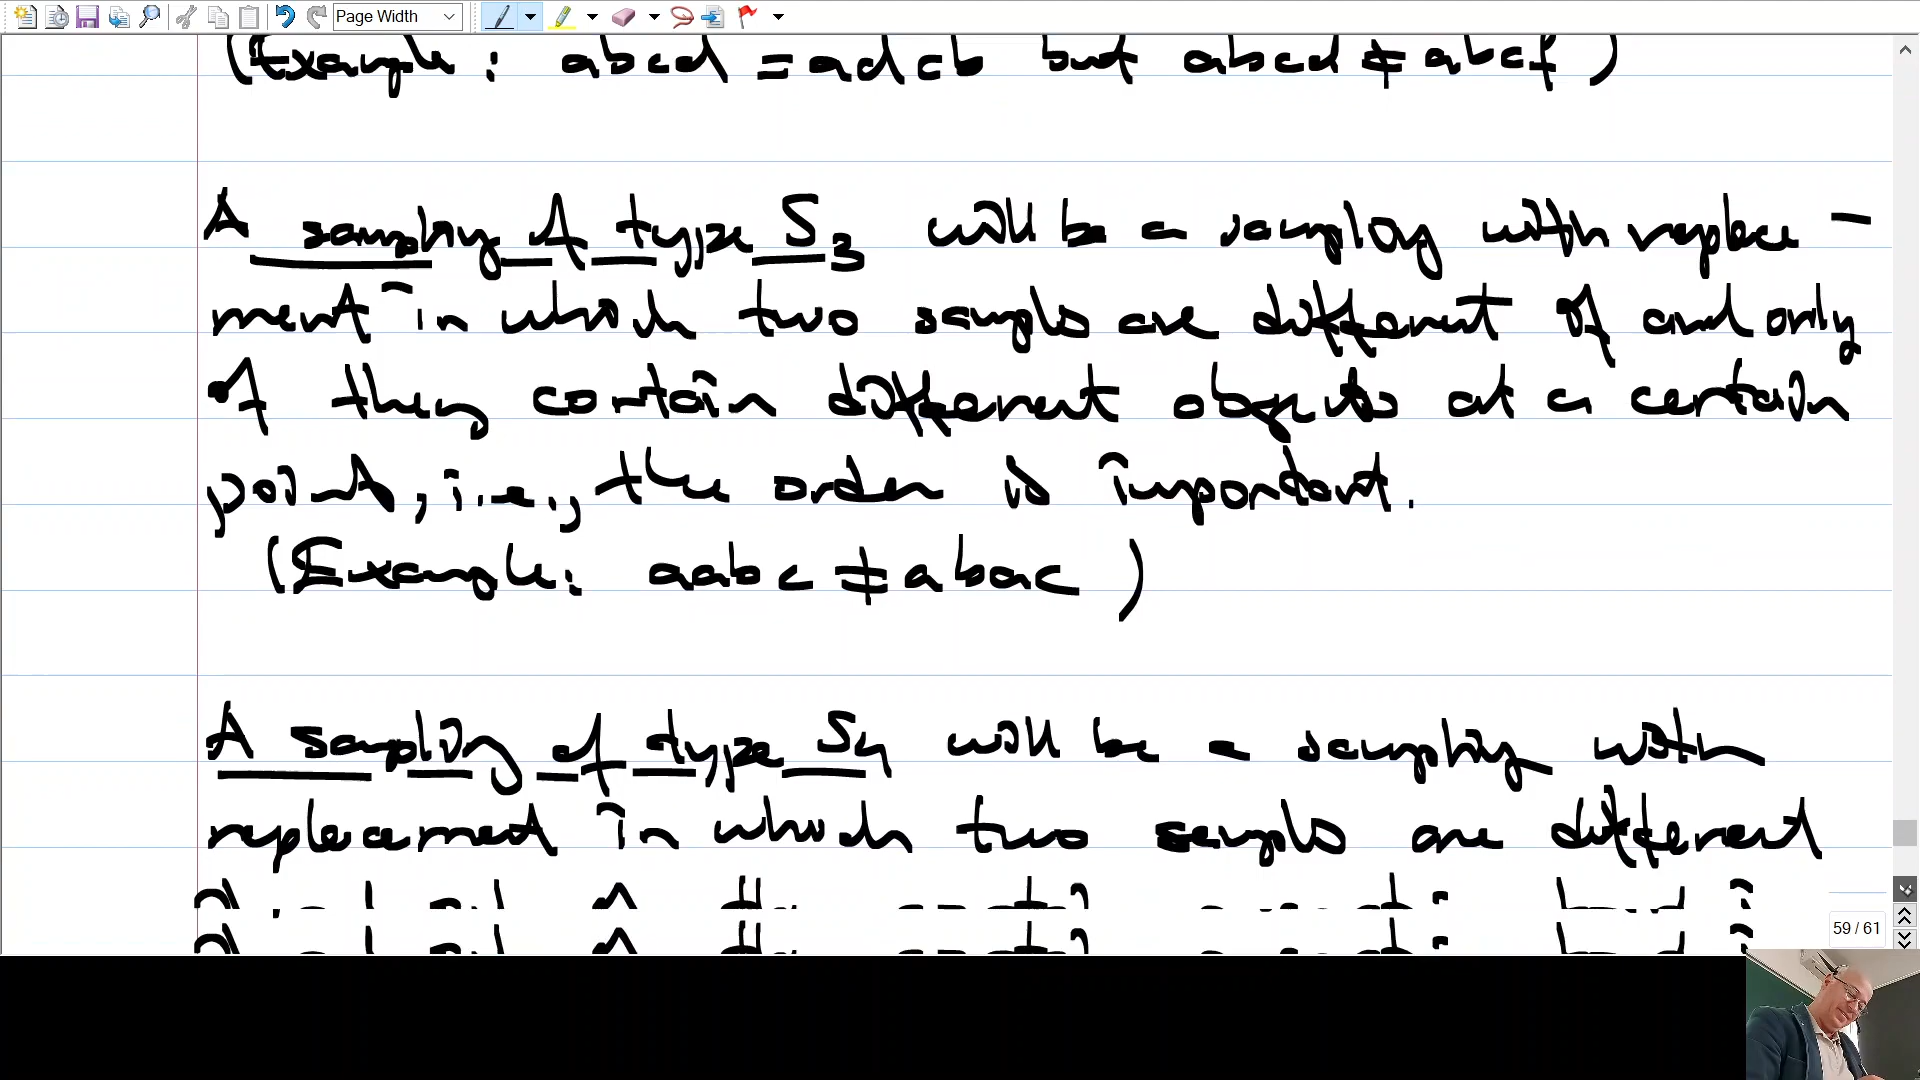 Page Width
(Example: abcd = adcb but abcd ≠ abcf)
A sampling of type S3 will be a sampling with replace-
ment in which two samples are different if and only
if they contain different objects at a certain
point, i.e., the order is important.
(Example: aabc ≠ abac)
A sampling of type S4 will be a sampling with
replacement in which two samples are different
59 / 61